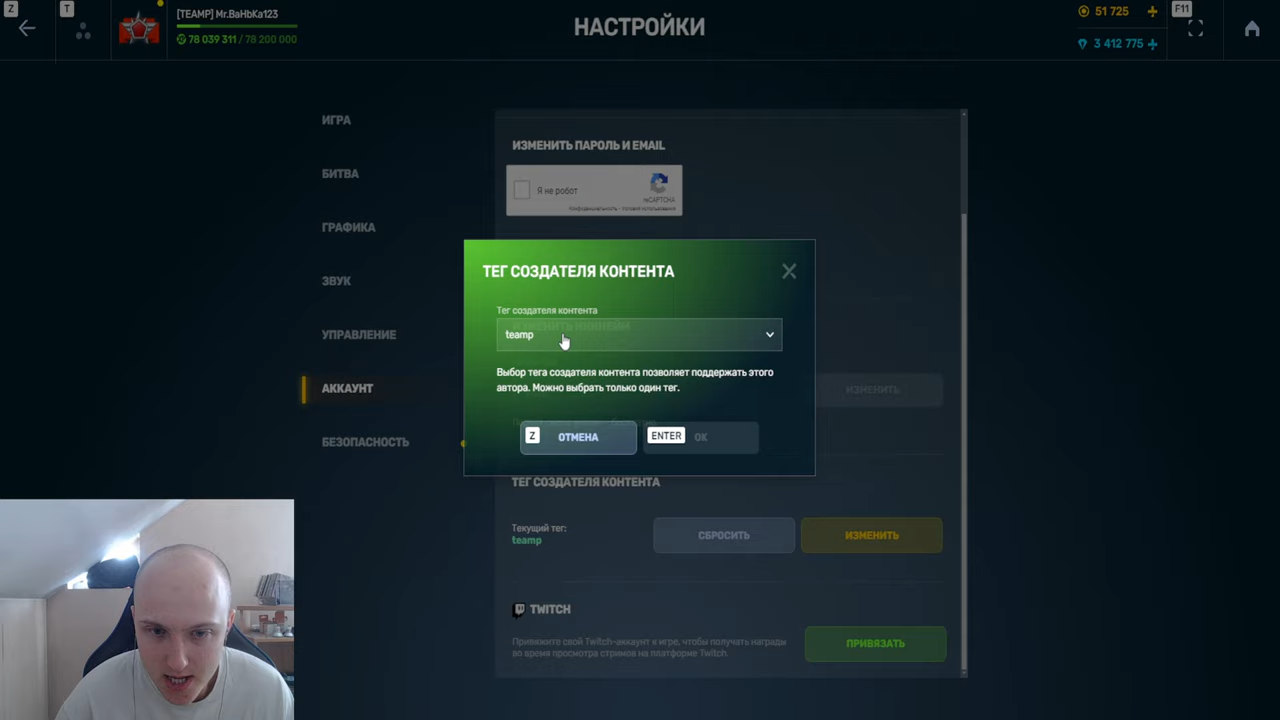 Z
T
[TEAMP] Mr.BaHbKa123
78 039 311 / 78 200 000
НАСТРОЙКИ
51 725
3 412 775
F11
ИГРА
БИТВА
ГРАФИКА
ЗВУК
УПРАВЛЕНИЕ
АККАУНТ
БЕЗОПАСНОСТЬ
ИЗМЕНИТЬ ПАРОЛЬ И EMAIL
Я не робот
reCAPTCHA
Конфиденциальность - Условия использования
ТЕГ СОЗДАТЕЛЯ КОНТЕНТА
Тег создателя контента
teamp
Выбор тега создателя контента позволяет поддержать этого
автора. Можно выбрать только один тег.
Z ОТМЕНА
ENTER OK
ИЗМЕНИТЬ
ТЕГ СОЗДАТЕЛЯ КОНТЕНТА
Текущий тег:
teamp
СБРОСИТЬ
ИЗМЕНИТЬ
TWITCH
Привяжите свой Twitch-аккаунт к игре, чтобы получать награды
во время просмотра стримов на платформе Twitch.
ПРИВЯЗАТЬ